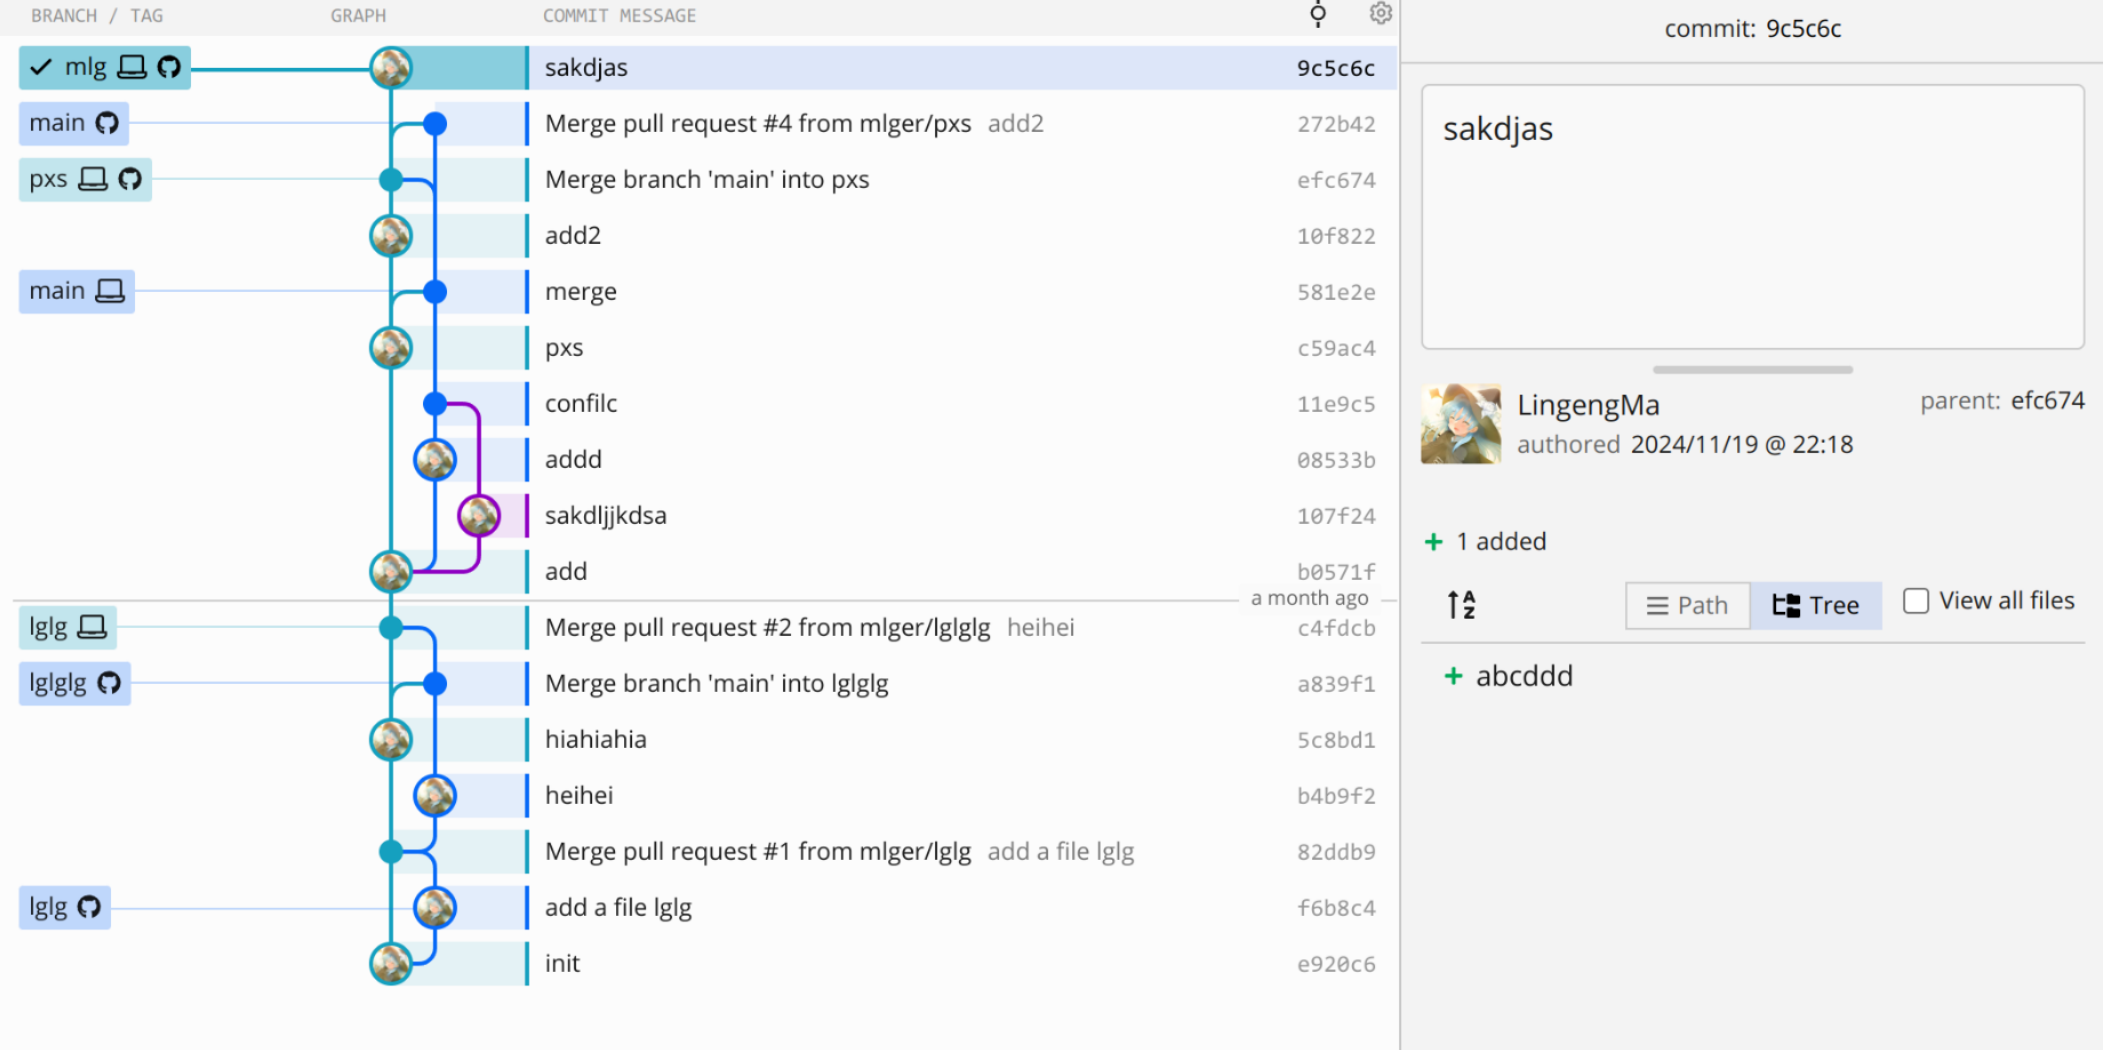 BRANCH / TAG GRAPH COMMIT MESSAGE
mlg sakdjas 9c5c6c
main Merge pull request #4 from mlger/pxs add2 272b42
pxs Merge branch 'main' into pxs efc674
add2 10f822
main merge 581e2e
pxs c59ac4
confilc 11e9c5
addd 08533b
sakdljjkdsa 107f24
add b0571f
a month ago
lglg Merge pull request #2 from mlger/lglglg heihei c4fdcb
lglglg Merge branch 'main' into lglglg a839f1
hiahiahia 5c8bd1
heihei b4b9f2
Merge pull request #1 from mlger/lglg add a file lglg 82ddb9
lglg add a file lglg f6b8c4
init e920c6
commit: 9c5c6c
sakdjas
LingengMa parent: efc674
authored 2024/11/19 @ 22:18
+ 1 added
A Z Path Tree View all files
+ abcddd